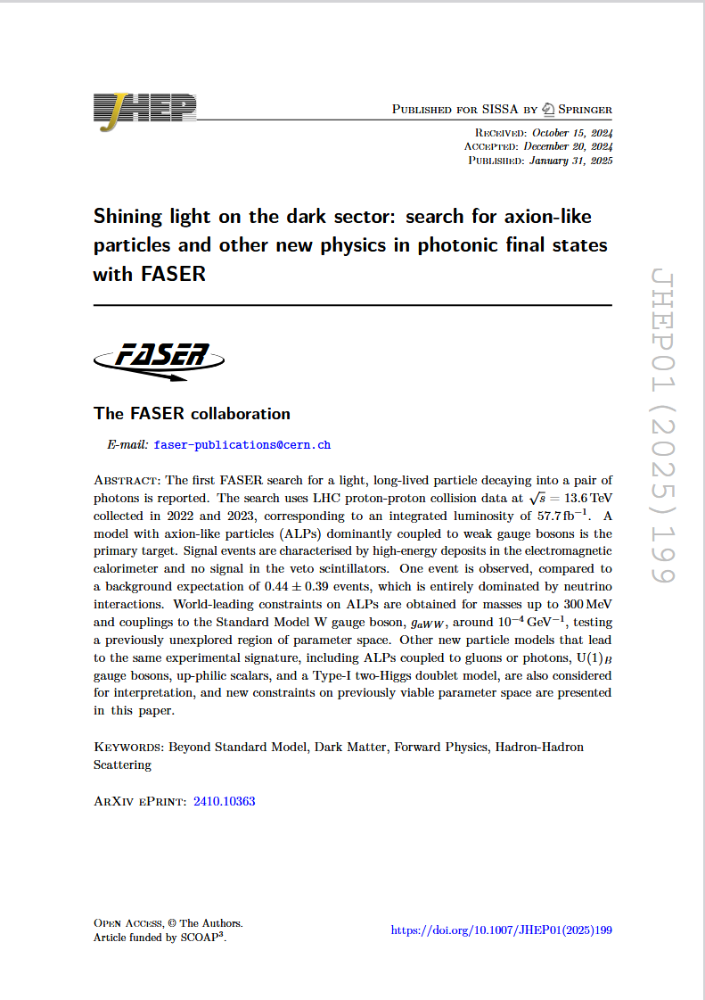 JHEP
Published for SISSA by Springer
Received: October 15, 2024
Accepted: December 20, 2024
Published: January 31, 2025
Shining light on the dark sector: search for axion-like
particles and other new physics in photonic final states
with FASER
FASER
The FASER collaboration
E-mail: faser-publications@cern.ch
Abstract: The first FASER search for a light, long-lived particle decaying into a pair of
photons is reported. The search uses LHC proton-proton collision data at √s = 13.6 TeV
collected in 2022 and 2023, corresponding to an integrated luminosity of 57.7 fb⁻¹. A
model with axion-like particles (ALPs) dominantly coupled to weak gauge bosons is the
primary target. Signal events are characterised by high-energy deposits in the electromagnetic
calorimeter and no signal in the veto scintillators. One event is observed, compared to
a background expectation of 0.44 ± 0.39 events, which is entirely dominated by neutrino
interactions. World-leading constraints on ALPs are obtained for masses up to 300 MeV
and couplings to the Standard Model W gauge boson, g_aWW, around 10⁻⁴ GeV⁻¹, testing
a previously unexplored region of parameter space. Other new particle models that lead
to the same experimental signature, including ALPs coupled to gluons or photons, U(1)_B
gauge bosons, up-philic scalars, and a Type-I two-Higgs doublet model, are also considered
for interpretation, and new constraints on previously viable parameter space are presented
in this paper.
Keywords: Beyond Standard Model, Dark Matter, Forward Physics, Hadron-Hadron
Scattering
ArXiv ePrint: 2410.10363
Open Access, © The Authors.
Article funded by SCOAP³.
https://doi.org/10.1007/JHEP01(2025)199
JHEP01(2025)199